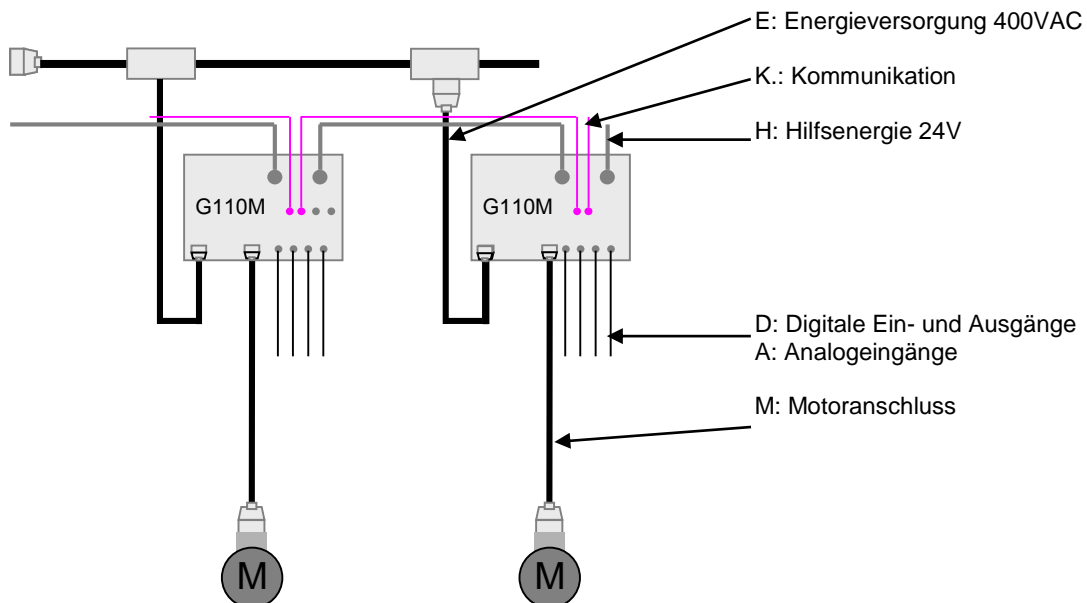 E: Energieversorgung 400VAC
K.: Kommunikation
H: Hilfsenergie 24V
G110M
G110M
D: Digitale Ein- und Ausgänge
A: Analogeingänge
M: Motoranschluss
M
M